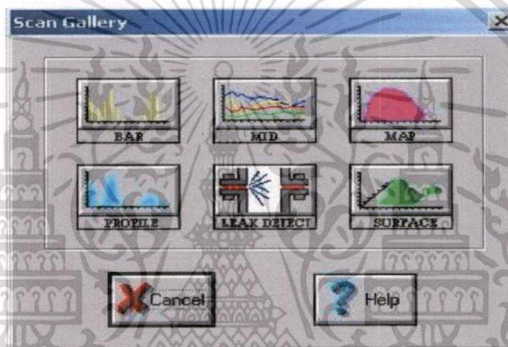 Scan Gallery
BAR MID MAP
PROFILE LEAK DETECT SURFACE
Cancel Help